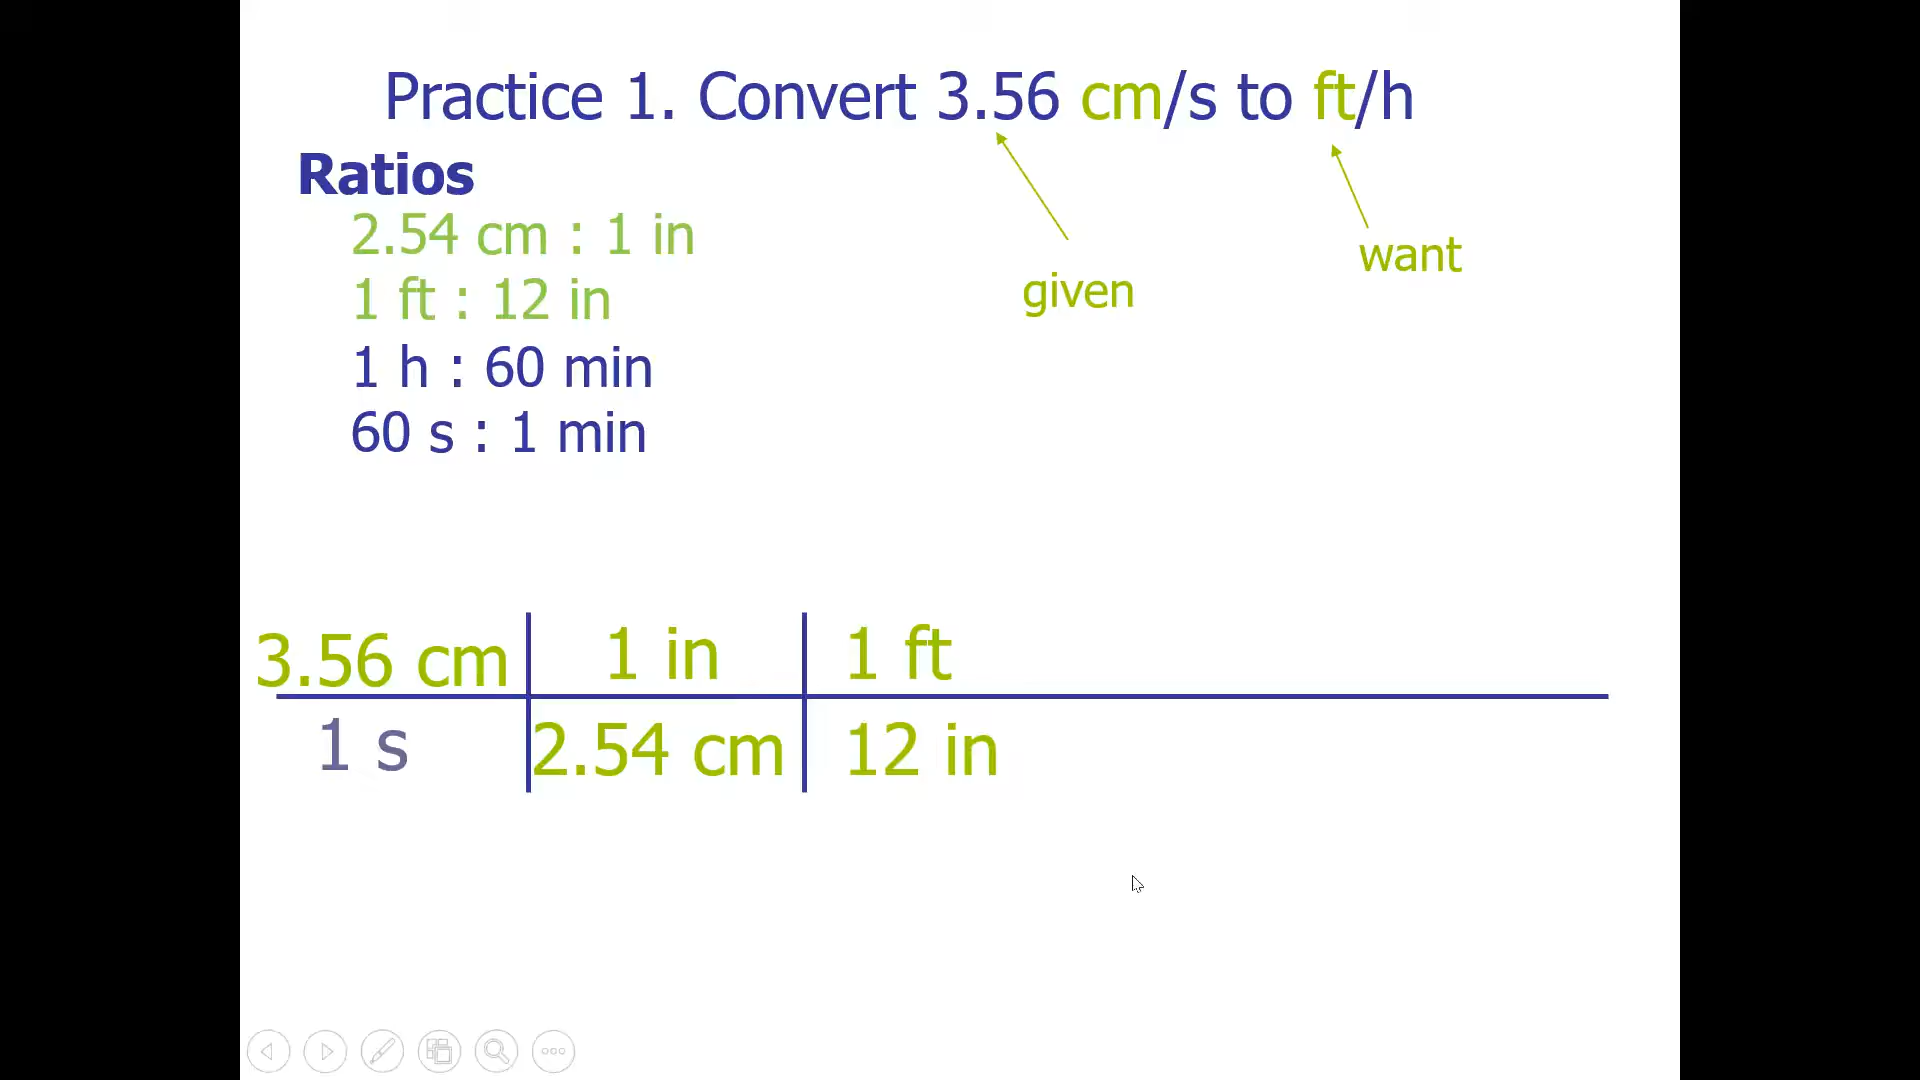 Practice 1. Convert 3.56 cm/s to ft/h
Ratios
2.54 cm : 1 in
1 ft : 12 in
1 h : 60 min
60 s : 1 min
given
want
3.56 cm 1 in 1 ft
1 s 2.54 cm 12 in